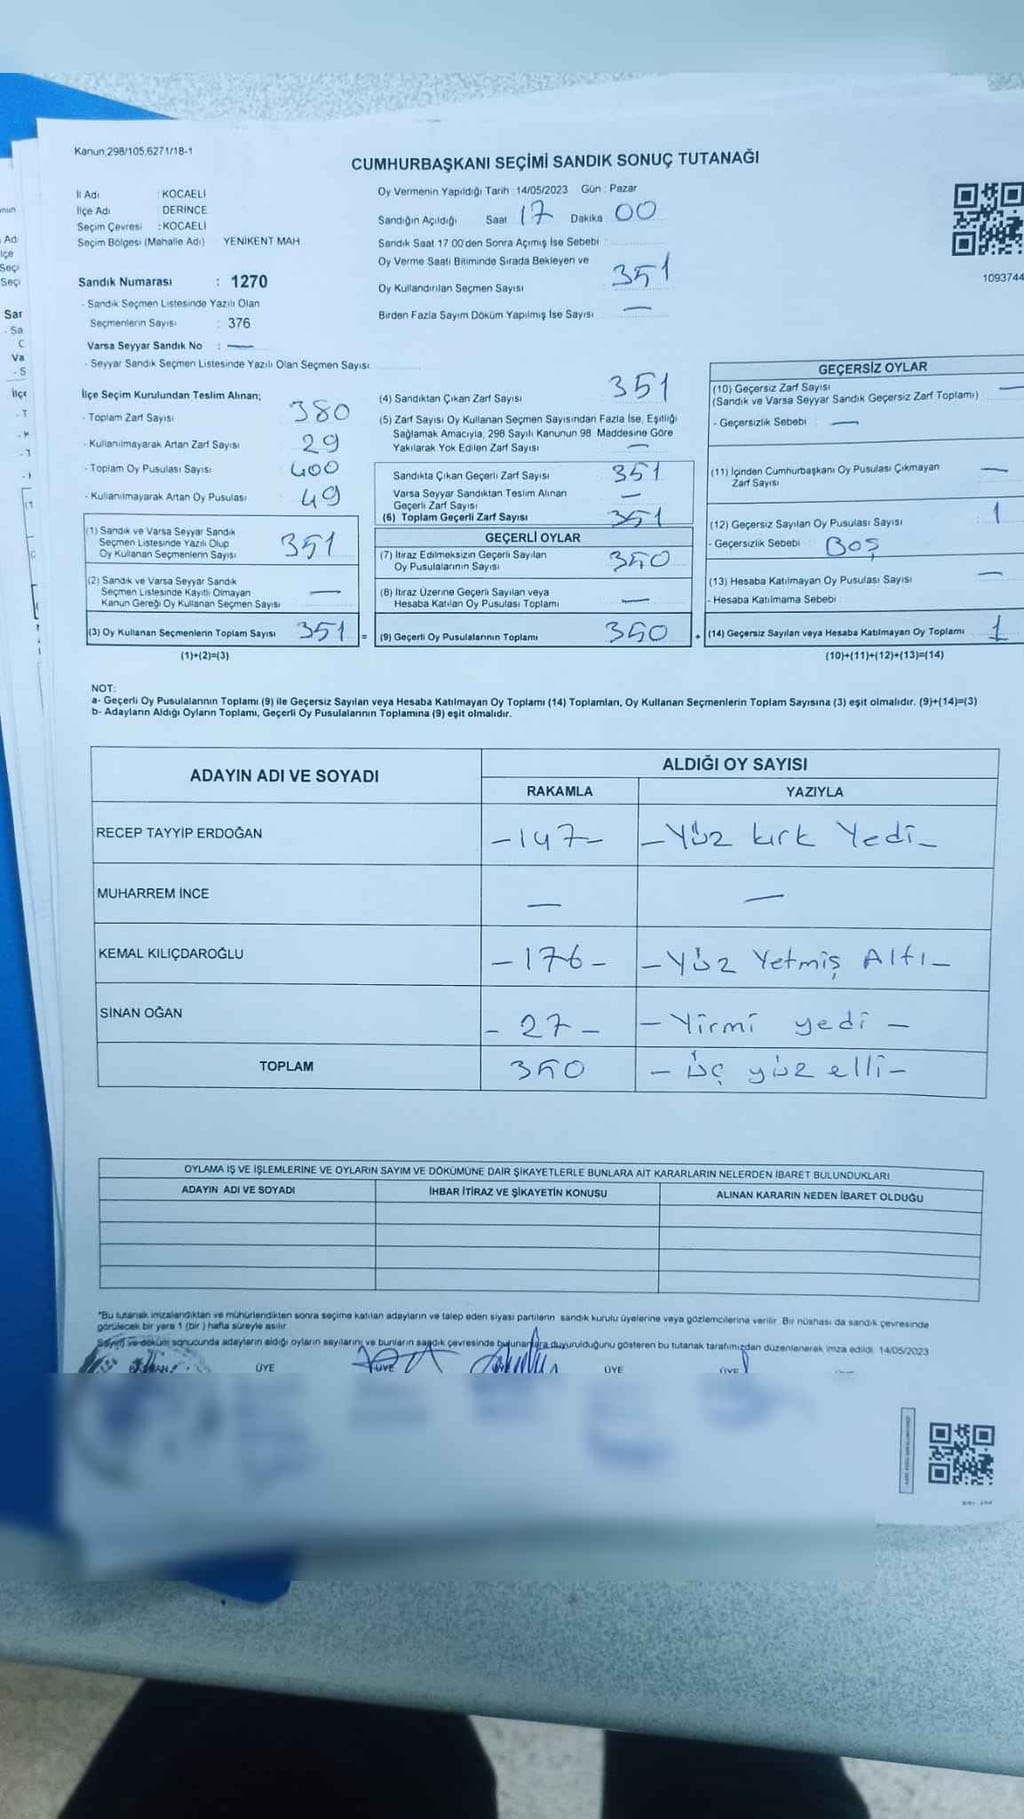 Kanun:298/105,6271/18-1
CUMHURBAŞKANI SEÇİMİ SANDIK SONUÇ TUTANAĞI
İl Adı : KOCAELİ
İlçe Adı DERİNCE
Seçim Çevresi : KOCAELİ
Seçim Bölgesi (Mahalle Adı) YENİKENT MAH.
Sandık Numarası : 1270
- Sandık Seçmen Listesinde Yazılı Olan
Seçmenlerin Sayısı : 376
Varsa Seyyar Sandık No : —
- Seyyar Sandık Seçmen Listesinde Yazılı Olan Seçmen Sayısı
Oy Vermenin Yapıldığı Tarih :14/05/2023 Gün : Pazar
Sandığın Açıldığı Saat 17 Dakika 00
Sandık Saat 17:00'den Sonra Açımış İse Sebebi
Oy Verme Saati Bitiminde Sırada Bekleyen ve
Oy Kullandırılan Seçmen Sayısı 351
Birden Fazla Sayım Döküm Yapılmış İse Sayısı —
1093744
İlçe Seçim Kurulundan Teslim Alınan;
- Toplam Zarf Sayısı 380
- Kullanılmayarak Artan Zarf Sayısı 29
- Toplam Oy Pusulası Sayısı 400
- Kullanılmayarak Artan Oy Pusulası 49
(1) Sandık ve Varsa Seyyar Sandık
Seçmen Listesinde Yazılı Olup
Oy Kullanan Seçmenlerin Sayısı 351
(2) Sandık ve Varsa Seyyar Sandık
Seçmen Listesinde Kayıtlı Olmayan
Kanun Gereği Oy Kullanan Seçmen Sayısı —
(3) Oy Kullanan Seçmenlerin Toplam Sayısı 351 =
(1)+(2)=(3)
(4) Sandıktan Çıkan Zarf Sayısı 351
(5) Zarf Sayısı Oy Kullanan Seçmen Sayısından Fazla İse, Eşitliği
Sağlamak Amacıyla, 298 Sayılı Kanunun 98. Maddesine Göre
Yakılarak Yok Edilen Zarf Sayısı —
Sandıkta Çıkan Geçerli Zarf Sayısı 351
Varsa Seyyar Sandıktan Teslim Alınan
Geçerli Zarf Sayısı —
(6) Toplam Geçerli Zarf Sayısı 351
GEÇERLİ OYLAR
(7) İtiraz Edilmeksizin Geçerli Sayılan
Oy Pusulalarının Sayısı 350
(8) İtiraz Üzerine Geçerli Sayılan veya
Hesaba Katılan Oy Pusulası Toplamı —
(9) Geçerli Oy Pusulalarının Toplamı 350 +
GEÇERSİZ OYLAR
(10) Geçersiz Zarf Sayısı —
(Sandık ve Varsa Seyyar Sandık Geçersiz Zarf Toplamı)
- Geçersizlik Sebebi : —
(11) İçinden Cumhurbaşkanı Oy Pusulası Çıkmayan
Zarf Sayısı —
(12) Geçersiz Sayılan Oy Pusulası Sayısı 1
- Geçersizlik Sebebi : Boş
(13) Hesaba Katılmayan Oy Pusulası Sayısı —
- Hesaba Katılmama Sebebi
(14) Geçersiz Sayılan veya Hesaba Katılmayan Oy Toplamı 1
(10)+(11)+(12)+(13)=(14)
NOT:
a- Geçerli Oy Pusulalarının Toplamı (9) ile Geçersiz Sayılan veya Hesaba Katılmayan Oy Toplamı (14) Toplamları, Oy Kullanan Seçmenlerin Toplam Sayısına (3) eşit olmalıdır. (9)+(14)=(3)
b- Adayların Aldığı Oyların Toplamı, Geçerli Oy Pusulalarının Toplamına (9) eşit olmalıdır.
ADAYIN ADI VE SOYADI
ALDIĞI OY SAYISI
RAKAMLA YAZIYLA
RECEP TAYYİP ERDOĞAN -147- -Yüz kırk Yedi-
MUHARREM İNCE — —
KEMAL KILIÇDAROĞLU -176- -Yüz Yetmiş Altı-
SİNAN OĞAN -27- -Yirmi yedi-
TOPLAM 350 -üç yüz elli-
OYLAMA İŞ VE İŞLEMLERİNE VE OYLARIN SAYIM VE DÖKÜMÜNE DAİR ŞİKAYETLERLE BUNLARA AİT KARARLARIN NELERDEN İBARET BULUNDUKLARI
ADAYIN ADI VE SOYADI İHBAR İTİRAZ VE ŞİKAYETİN KONUSU ALINAN KARARIN NEDEN İBARET OLDUĞU
*Bu tutanak imzalandıktan ve mühürlendikten sonra seçime katılan adayların ve talep eden siyasi partilerin sandık kurulu üyelerine veya gözlemcilerine verilir. Bir nüshası da sandık çevresinde
görülecek bir yere 1 (bir ) hafta süreyle asılır.
Sayım ve döküm sonucunda adayların aldığı oyların sayılarını ve bunların sandık çevresinde bulunanlara duyurulduğunu gösteren bu tutanak tarafımızdan düzenlenerek imza edildi. 14/05/2023
BAŞKAN ÜYE ÜYE ÜYE ÜYE